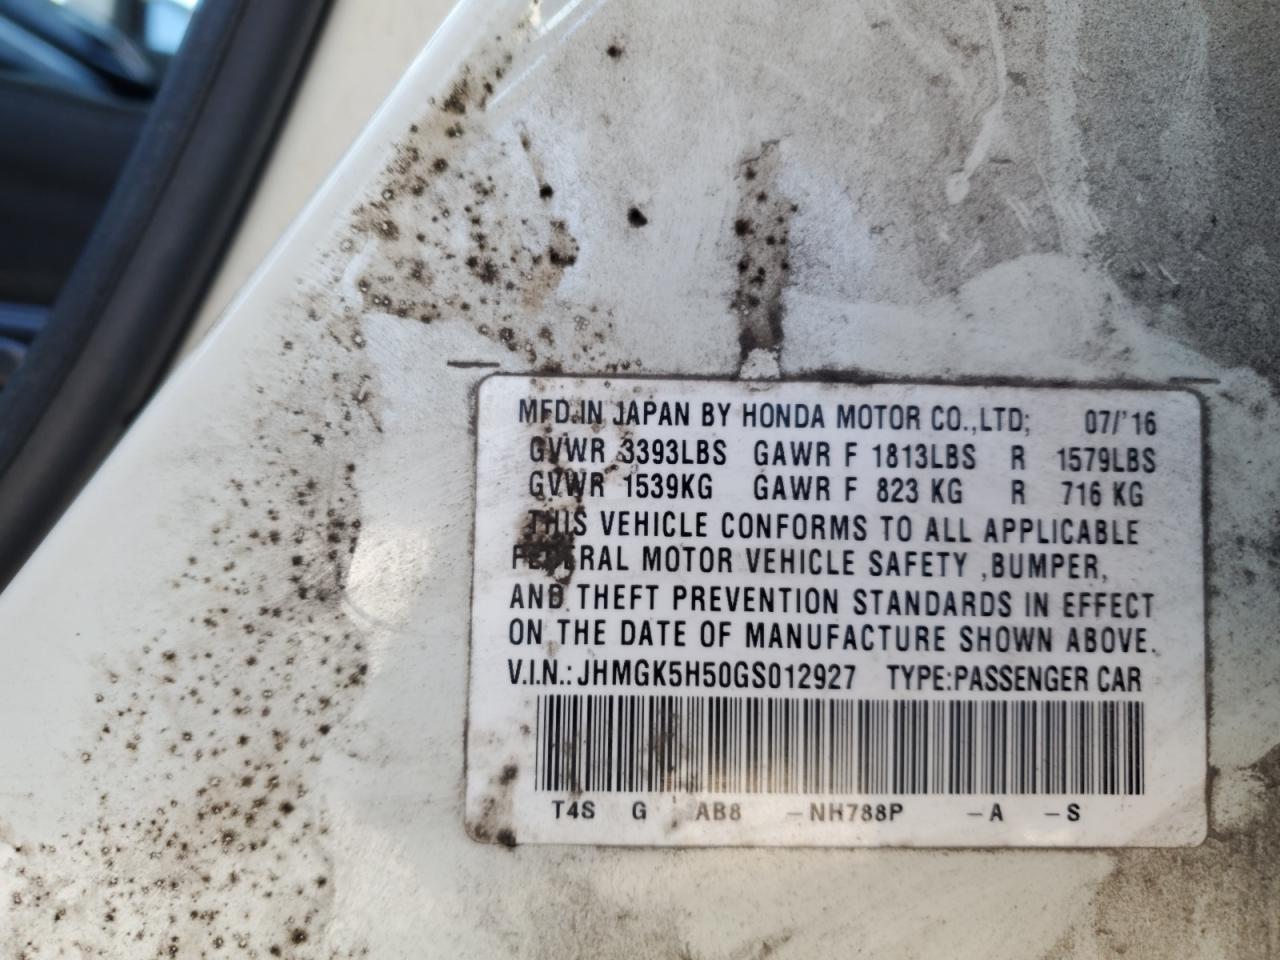 MFD.IN JAPAN BY HONDA MOTOR CO.,LTD; 07/'16
GVWR 3393LBS GAWR F 1813LBS R 1579LBS
GVWR 1539KG GAWR F 823 KG R 716 KG
THIS VEHICLE CONFORMS TO ALL APPLICABLE
FEDERAL MOTOR VEHICLE SAFETY ,BUMPER,
AND THEFT PREVENTION STANDARDS IN EFFECT
ON THE DATE OF MANUFACTURE SHOWN ABOVE.
V.I.N.: JHMGK5H50GS012927 TYPE:PASSENGER CAR
T4S G AB8 -NH788P -A -S